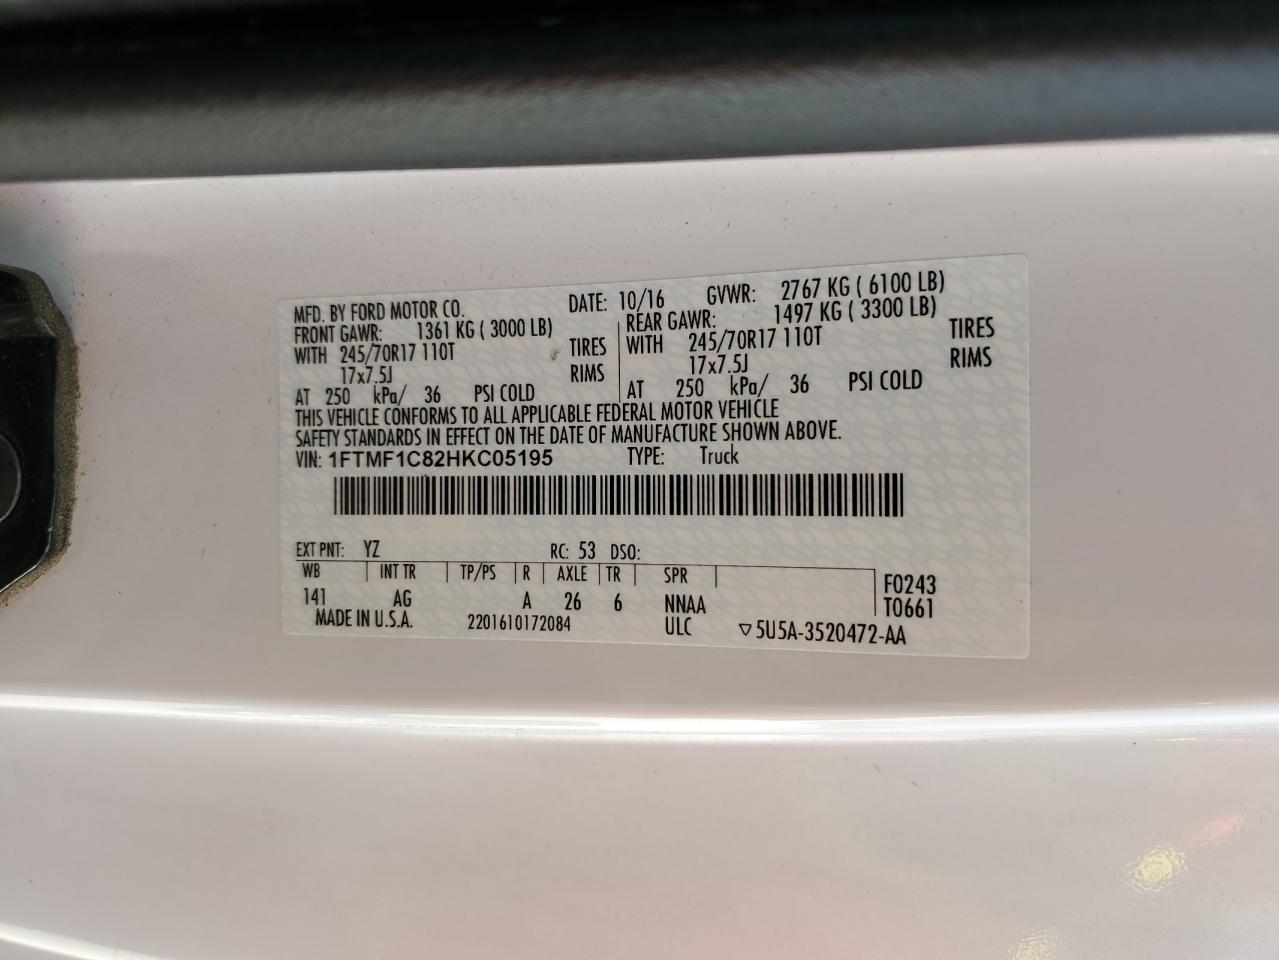 MFD. BY FORD MOTOR CO. DATE: 10/16 GVWR: 2767 KG ( 6100 LB)
FRONT GAWR: 1361 KG ( 3000 LB) REAR GAWR: 1497 KG ( 3300 LB)
WITH 245/70R17 110T TIRES WITH 245/70R17 110T TIRES
17x7.5J RIMS 17x7.5J RIMS
AT 250 kPa/ 36 PSI COLD AT 250 kPa/ 36 PSI COLD
THIS VEHICLE CONFORMS TO ALL APPLICABLE FEDERAL MOTOR VEHICLE
SAFETY STANDARDS IN EFFECT ON THE DATE OF MANUFACTURE SHOWN ABOVE.
VIN: 1FTMF1C82HKC05195 TYPE: Truck
EXT PNT: YZ RC: 53 DSO:
WB INT TR TP/PS R AXLE TR SPR F0243
141 AG A 26 6 NNAA T0661
MADE IN U.S.A. 2201610172084 ULC ▽5U5A-3520472-AA